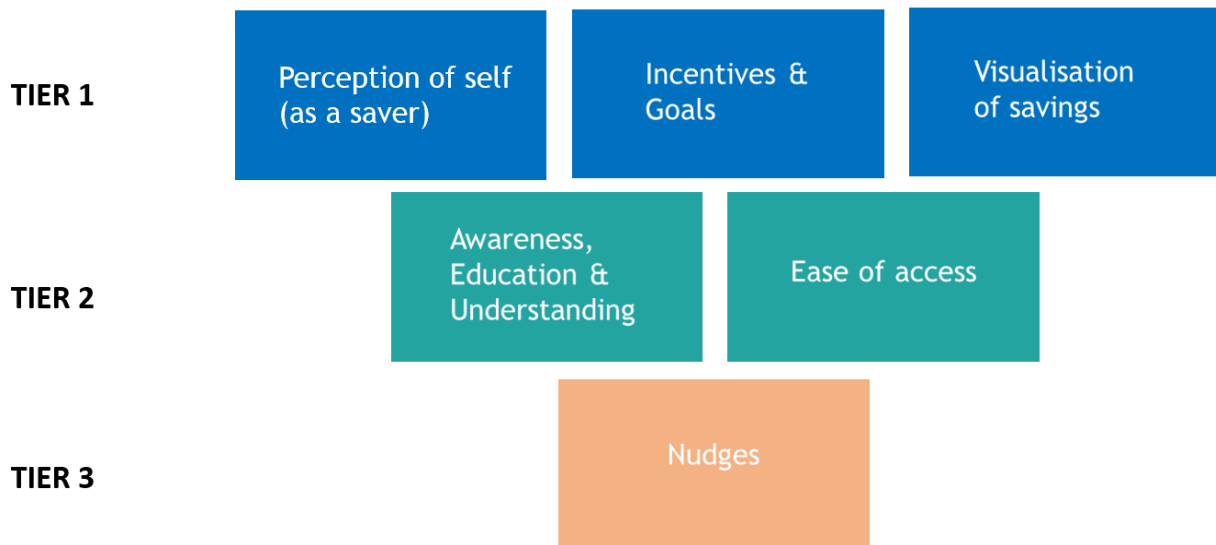 TIER 1
Perception of self
(as a saver)
Incentives &
Goals
Visualisation
of savings
TIER 2
Awareness,
Education &
Understanding
Ease of access
TIER 3
Nudges